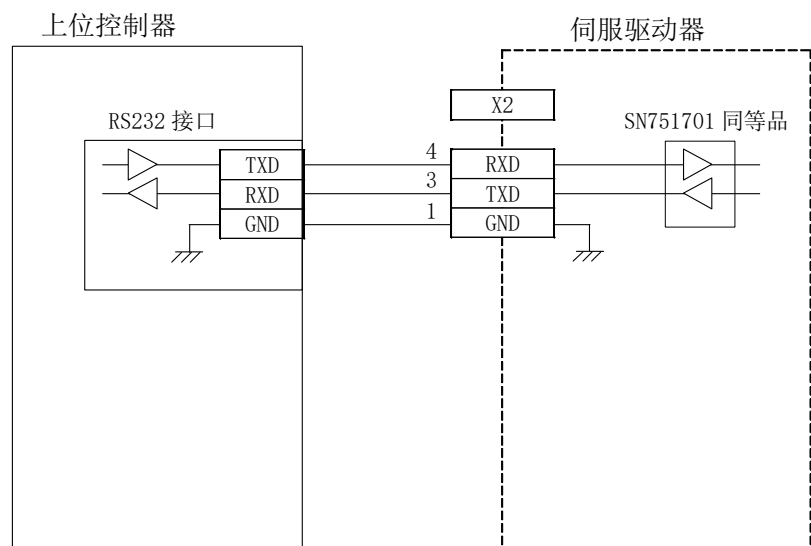 上位控制器
伺服驱动器
X2
RS232 接口
SN751701 同等品
TXD
4
RXD
RXD
3
TXD
GND
1
GND